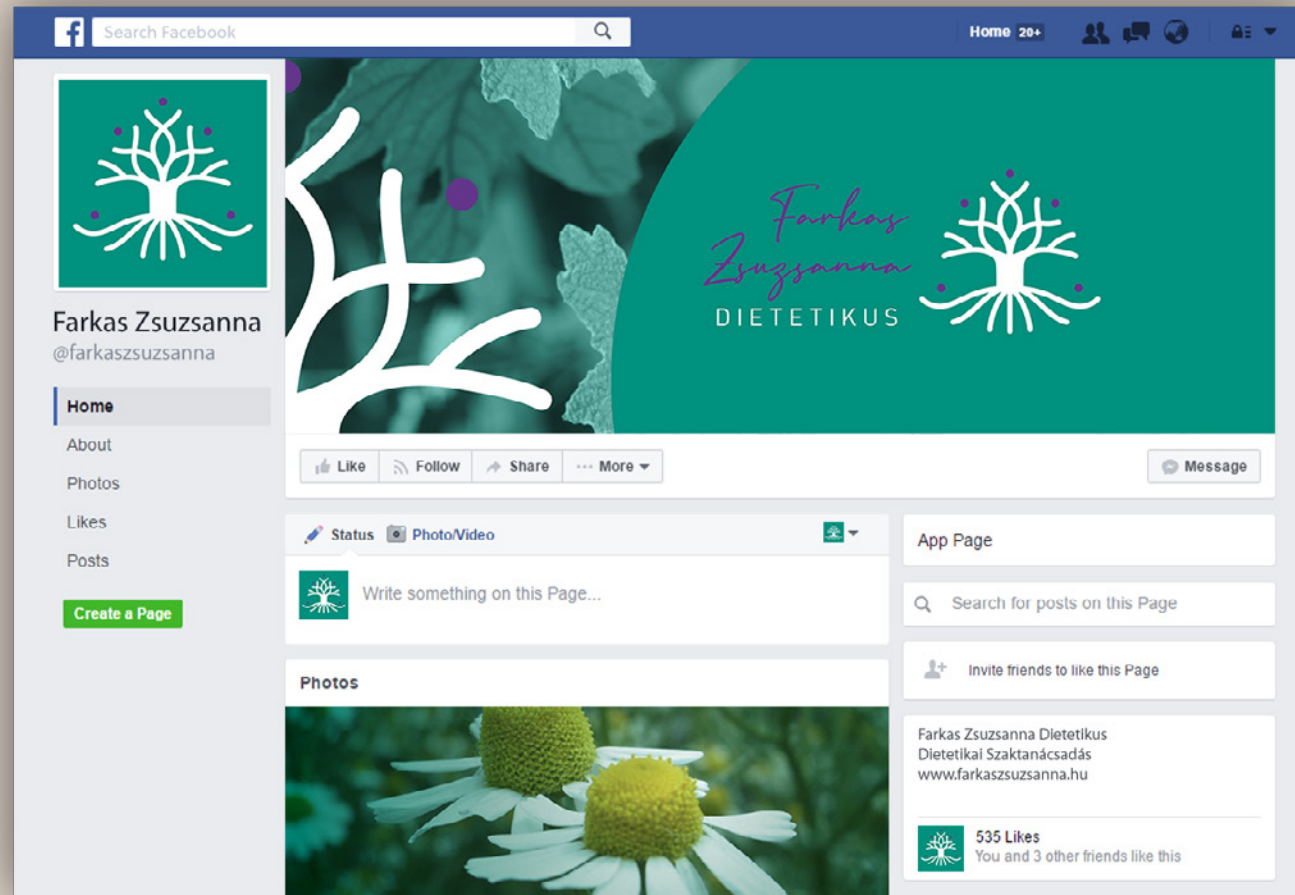 f
Search Facebook
Home 20+
Farkas Zsuzsanna
@farkaszsuzsanna
Home
About
Photos
Likes
Posts
Create a Page
Farkas
Zsuzsanna
DIETETIKUS
Like
Follow
Share
More
Message
Status
Photo/Video
Write something on this Page...
Photos
App Page
Search for posts on this Page
Invite friends to like this Page
Farkas Zsuzsanna Dietetikus
Dietetikai Szaktanácsadás
www.farkaszsuzsanna.hu
535 Likes
You and 3 other friends like this